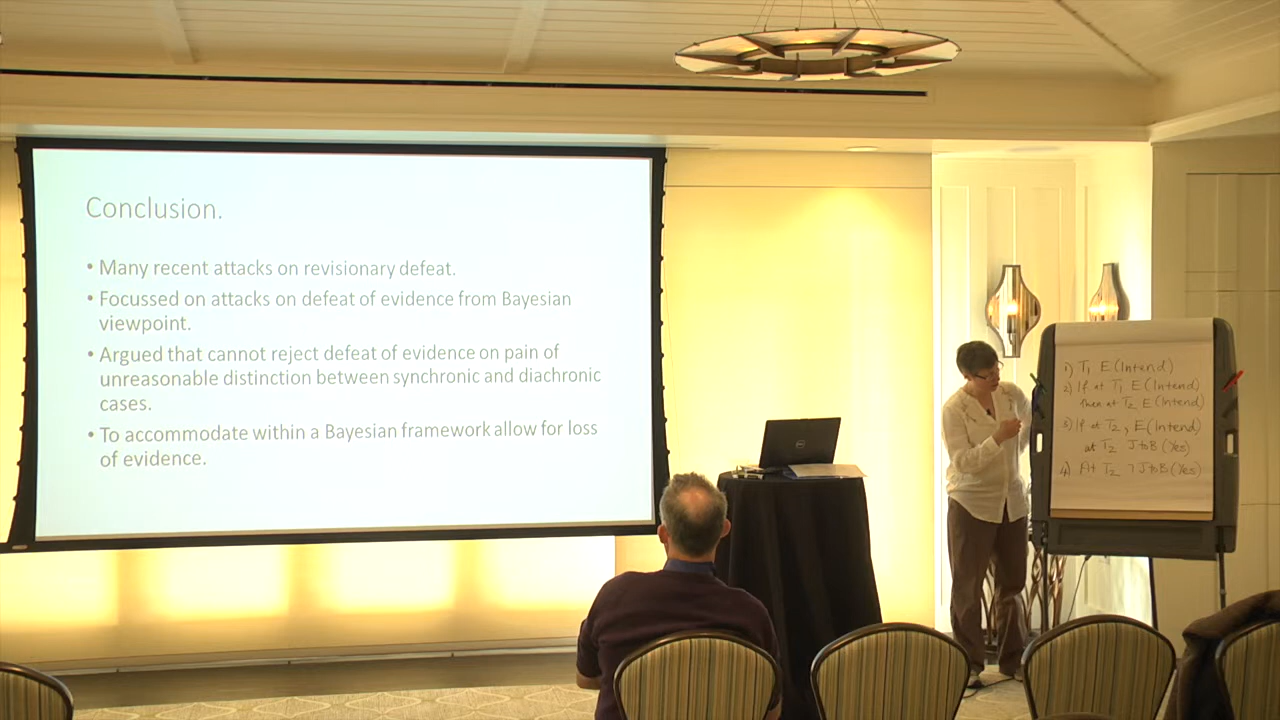 Conclusion.
• Many recent attacks on revisionary defeat.
• Focussed on attacks on defeat of evidence from Bayesian
viewpoint.
• Argued that cannot reject defeat of evidence on pain of
unreasonable distinction between synchronic and diachronic
cases.
• To accommodate within a Bayesian framework allow for loss
of evidence.
1) T1 E(Intend)
2) If at T1 E(Intend)
then at T2 E(Intend)
3) If at T2, E(Intend)
at T2 JtoB(Yes)
4) At T2 ¬JtoB(Yes)
DELL